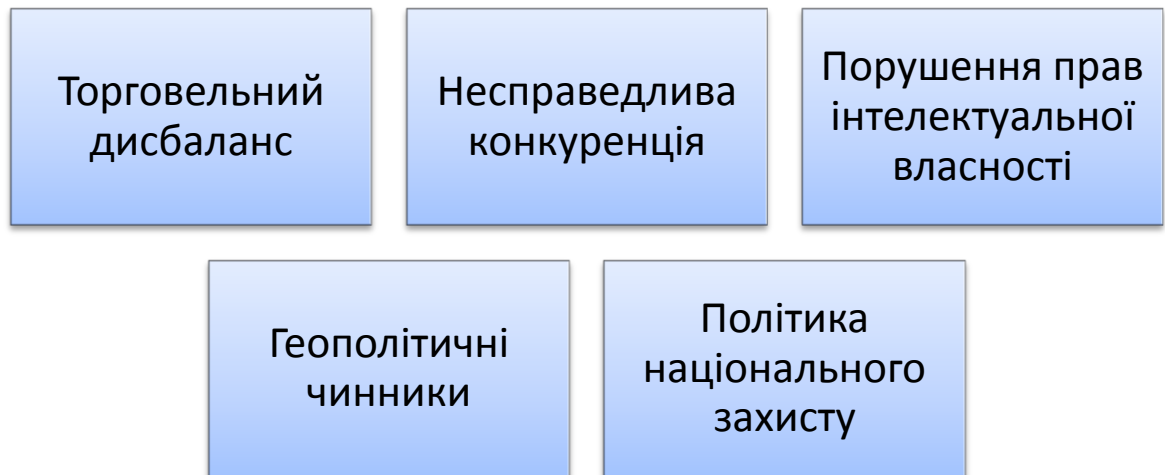 Торговельний
дисбаланс
Несправедлива
конкуренція
Порушення прав
інтелектуальної
власності
Геополітичні
чинники
Політика
національного
захисту